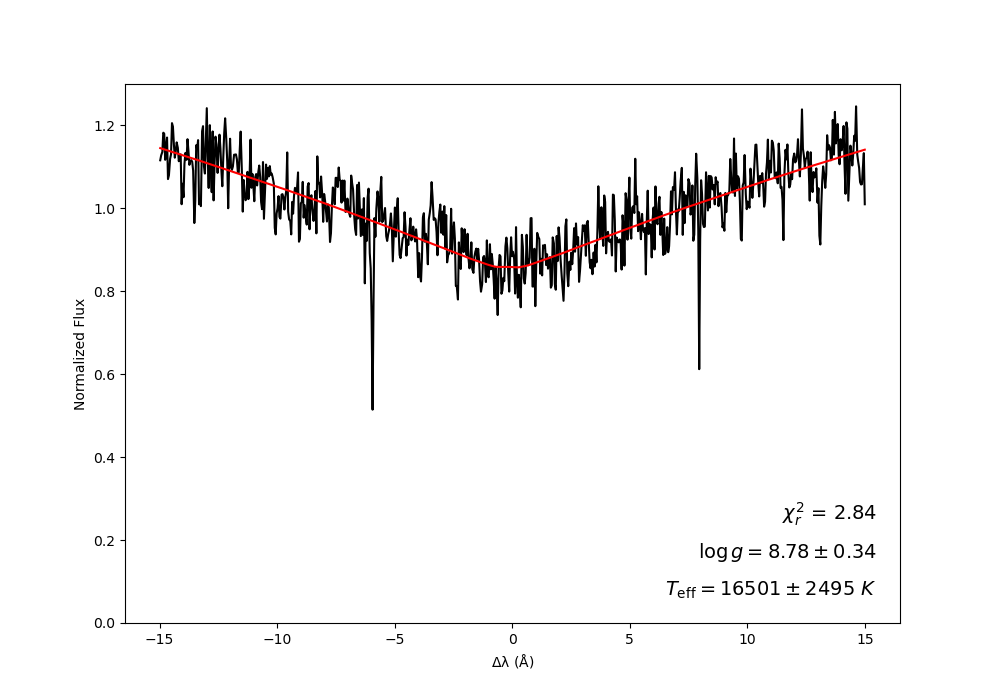 Normalized Flux
1.2
1.0
0.8
0.6
0.4
0.2
0.0
χ²ᵣ = 2.84
log g = 8.78 ± 0.34
T_eff = 16501 ± 2495 K
−15 −10 −5 0 5 10 15
Δλ (Å)